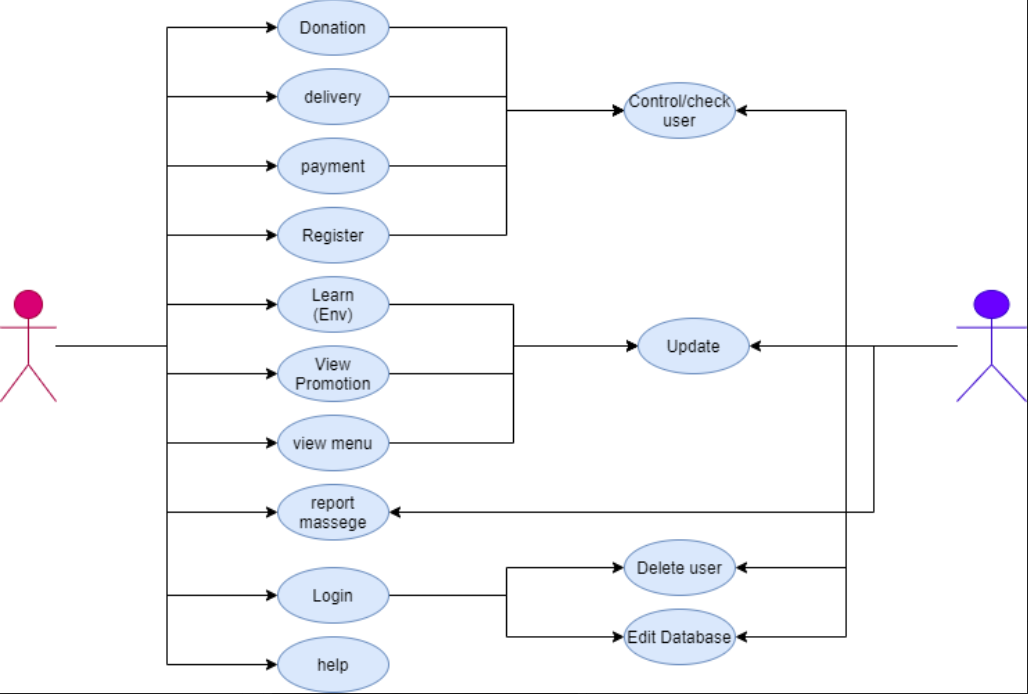 Donation
delivery
payment
Register
Learn
(Env)
View
Promotion
view menu
report
massege
Login
help
Control/check
user
Update
Delete user
Edit Database